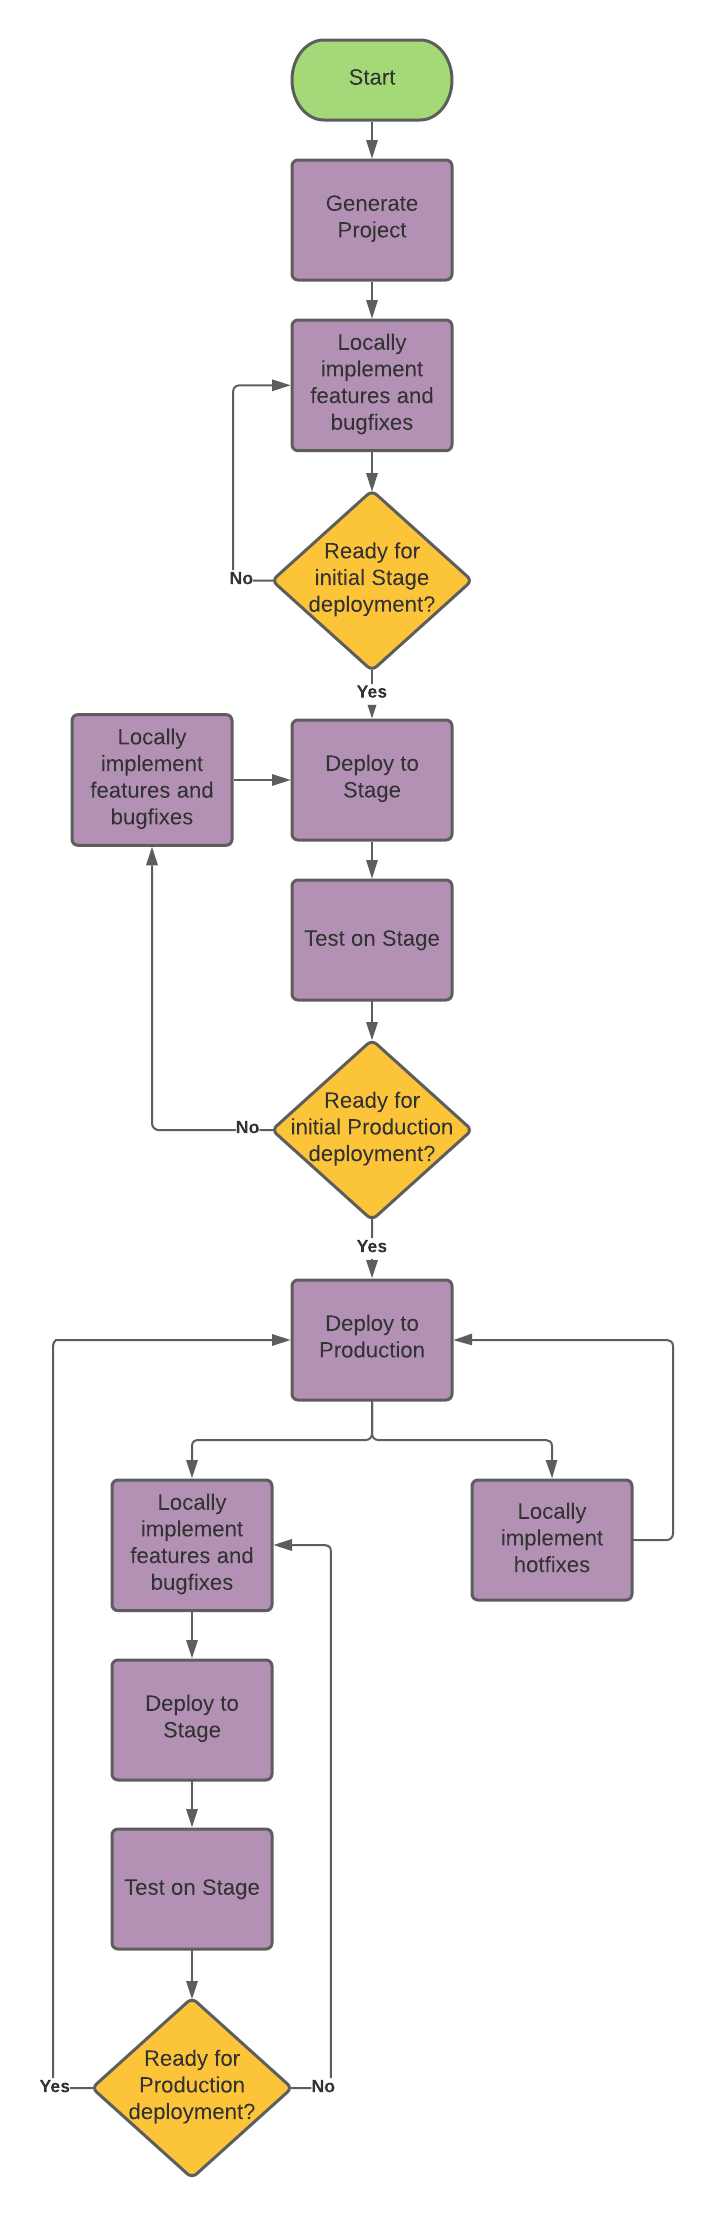 Start
Generate
Project
Locally
implement
features and
bugfixes
Ready for
initial Stage
deployment?
No
Yes
Locally
implement
features and
bugfixes
Deploy to
Stage
Test on Stage
Ready for
initial Production
deployment?
No
Yes
Deploy to
Production
Locally
implement
features and
bugfixes
Locally
implement
hotfixes
Deploy to
Stage
Test on Stage
Ready for
Production
deployment?
Yes
No